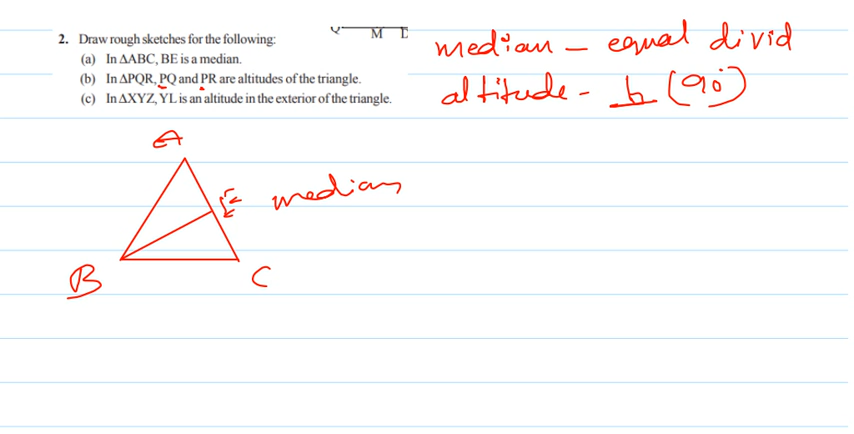 M
2. Draw rough sketches for the following:
(a) In ΔABC, BE is a median.
(b) In ΔPQR, PQ and PR are altitudes of the triangle.
(c) In ΔXYZ, YL is an altitude in the exterior of the triangle.
median - equal divid
altitude - (90°)
A
E median
B C